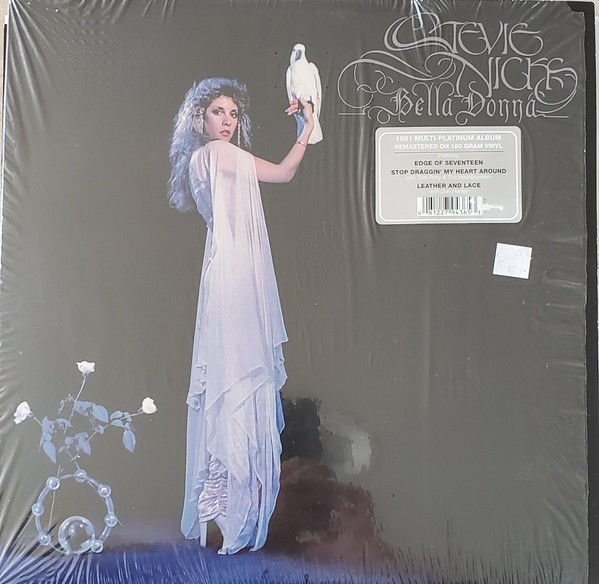 STEVIE
NICKS
Bella Donna
1981 MULTI-PLATINUM ALBUM
REMASTERED ON 180 GRAM VINYL
EDGE OF SEVENTEEN
STOP DRAGGIN' MY HEART AROUND
LEATHER AND LACE